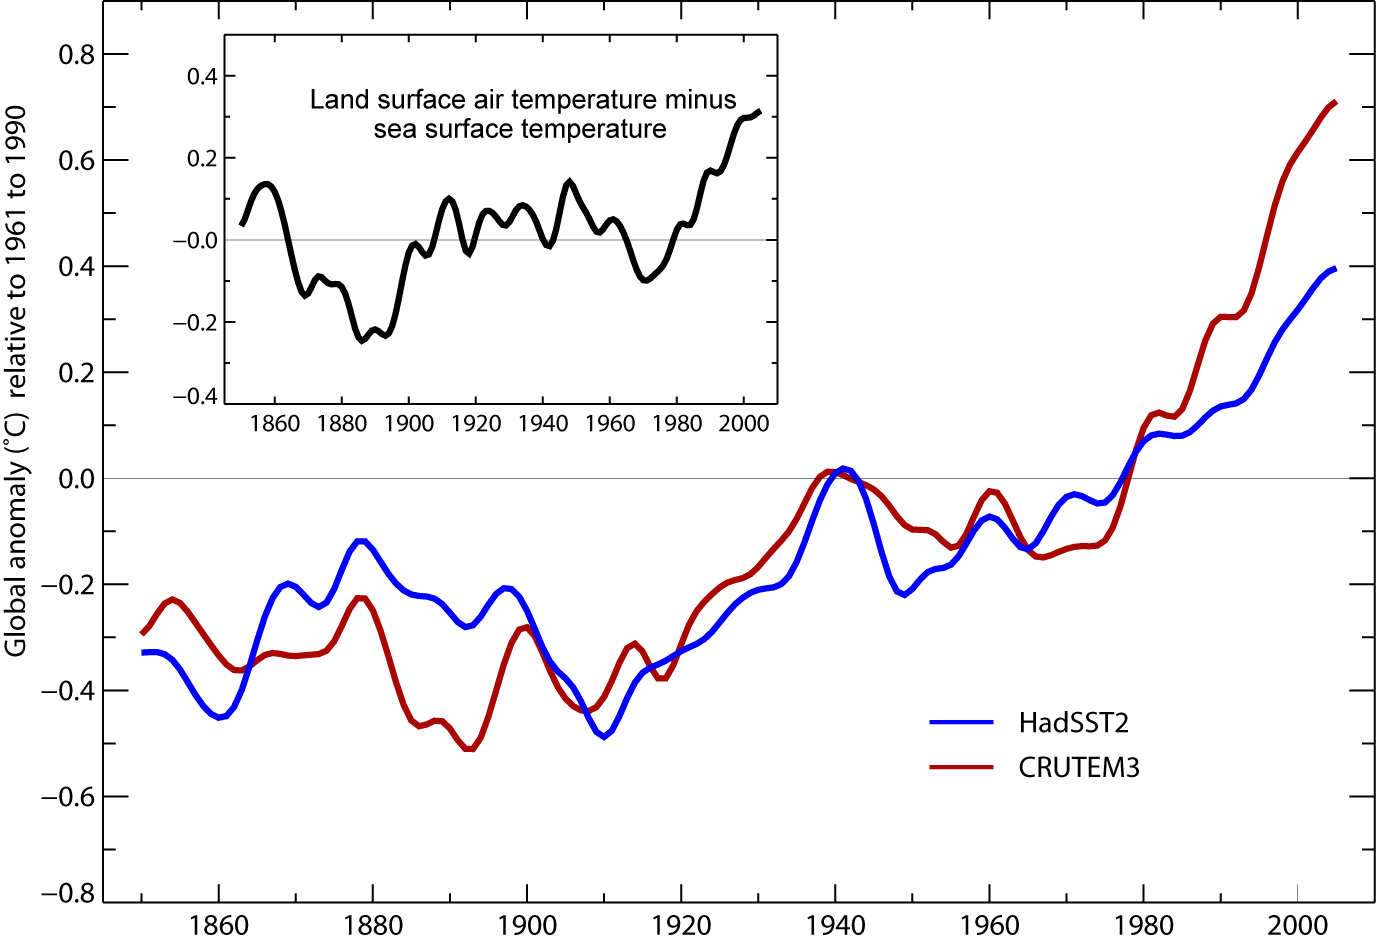 Global anomaly (˚C) relative to 1961 to 1990
0.8
0.6
0.4
0.2
0.0
−0.2
−0.4
−0.6
−0.8
1860 1880 1900 1920 1940 1960 1980 2000
Land surface air temperature minus
sea surface temperature
0.4
0.2
−0.0
−0.2
−0.4
1860 1880 1900 1920 1940 1960 1980 2000
HadSST2
CRUTEM3